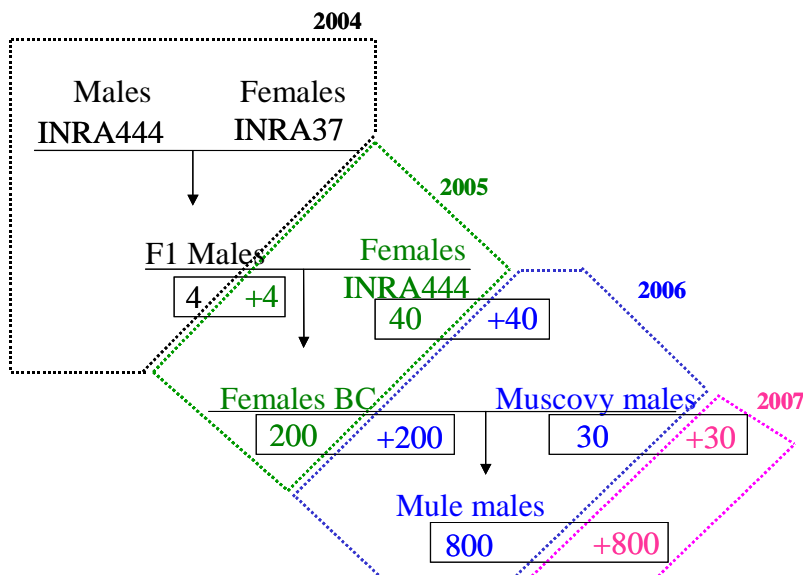 2004
Males Females
INRA444 INRA37
2005
F1 Males Females
INRA444
4 +4
2006
40 +40
Females BC Muscovy males
2007
200 +200 30 +30
Mule males
800 +800